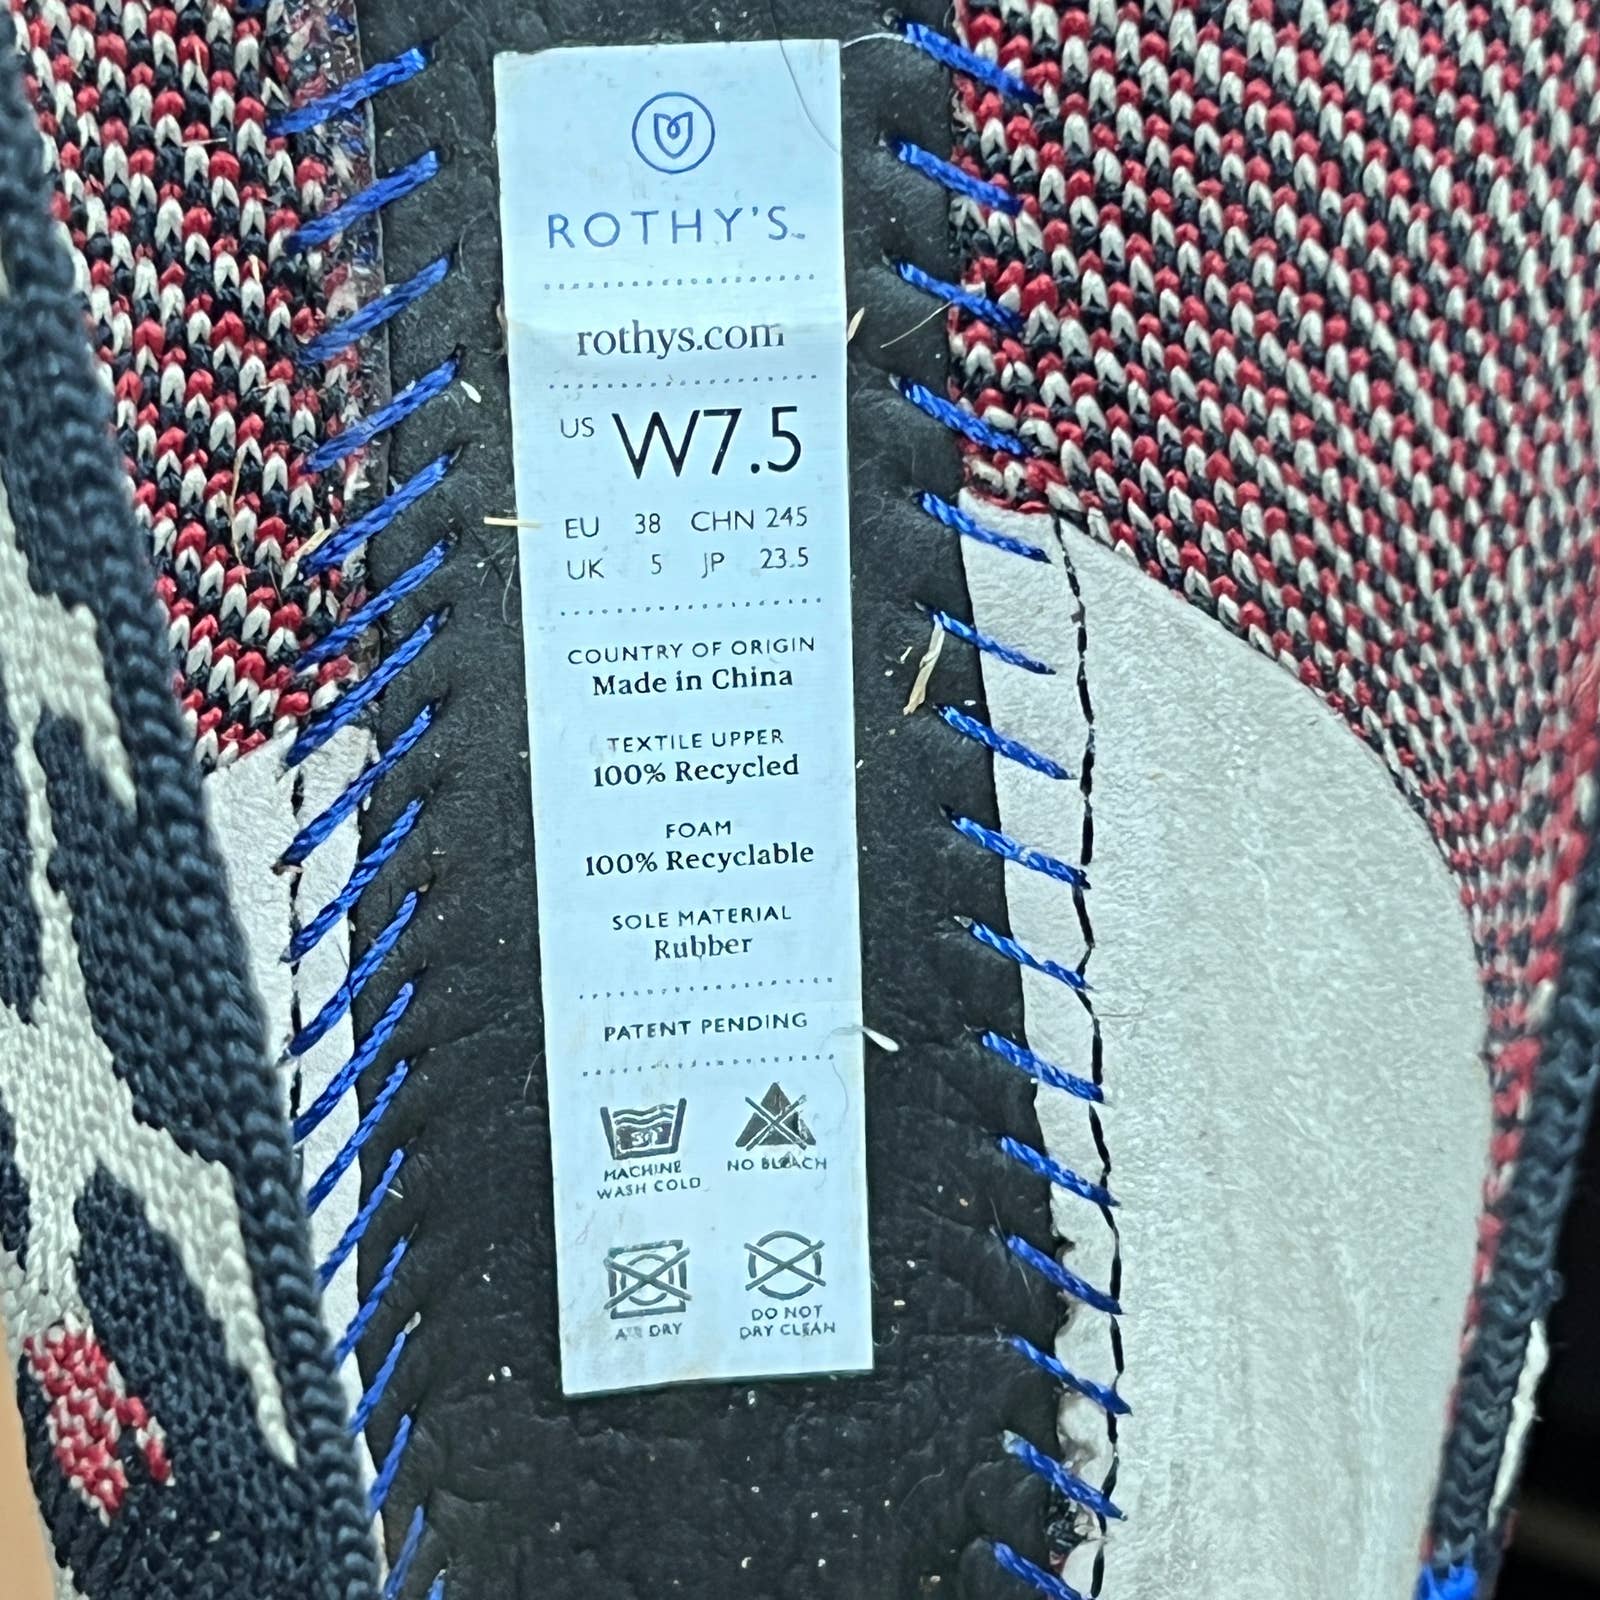 ROTHY'S
rothys.com
US W7.5
EU 38 CHN 245
UK 5 JP 23.5
COUNTRY OF ORIGIN
Made in China
TEXTILE UPPER
100% Recycled
FOAM
100% Recyclable
SOLE MATERIAL
Rubber
PATENT PENDING
30°
MACHINE
WASH COLD
NO BLEACH
AIR DRY
DO NOT
DRY CLEAN